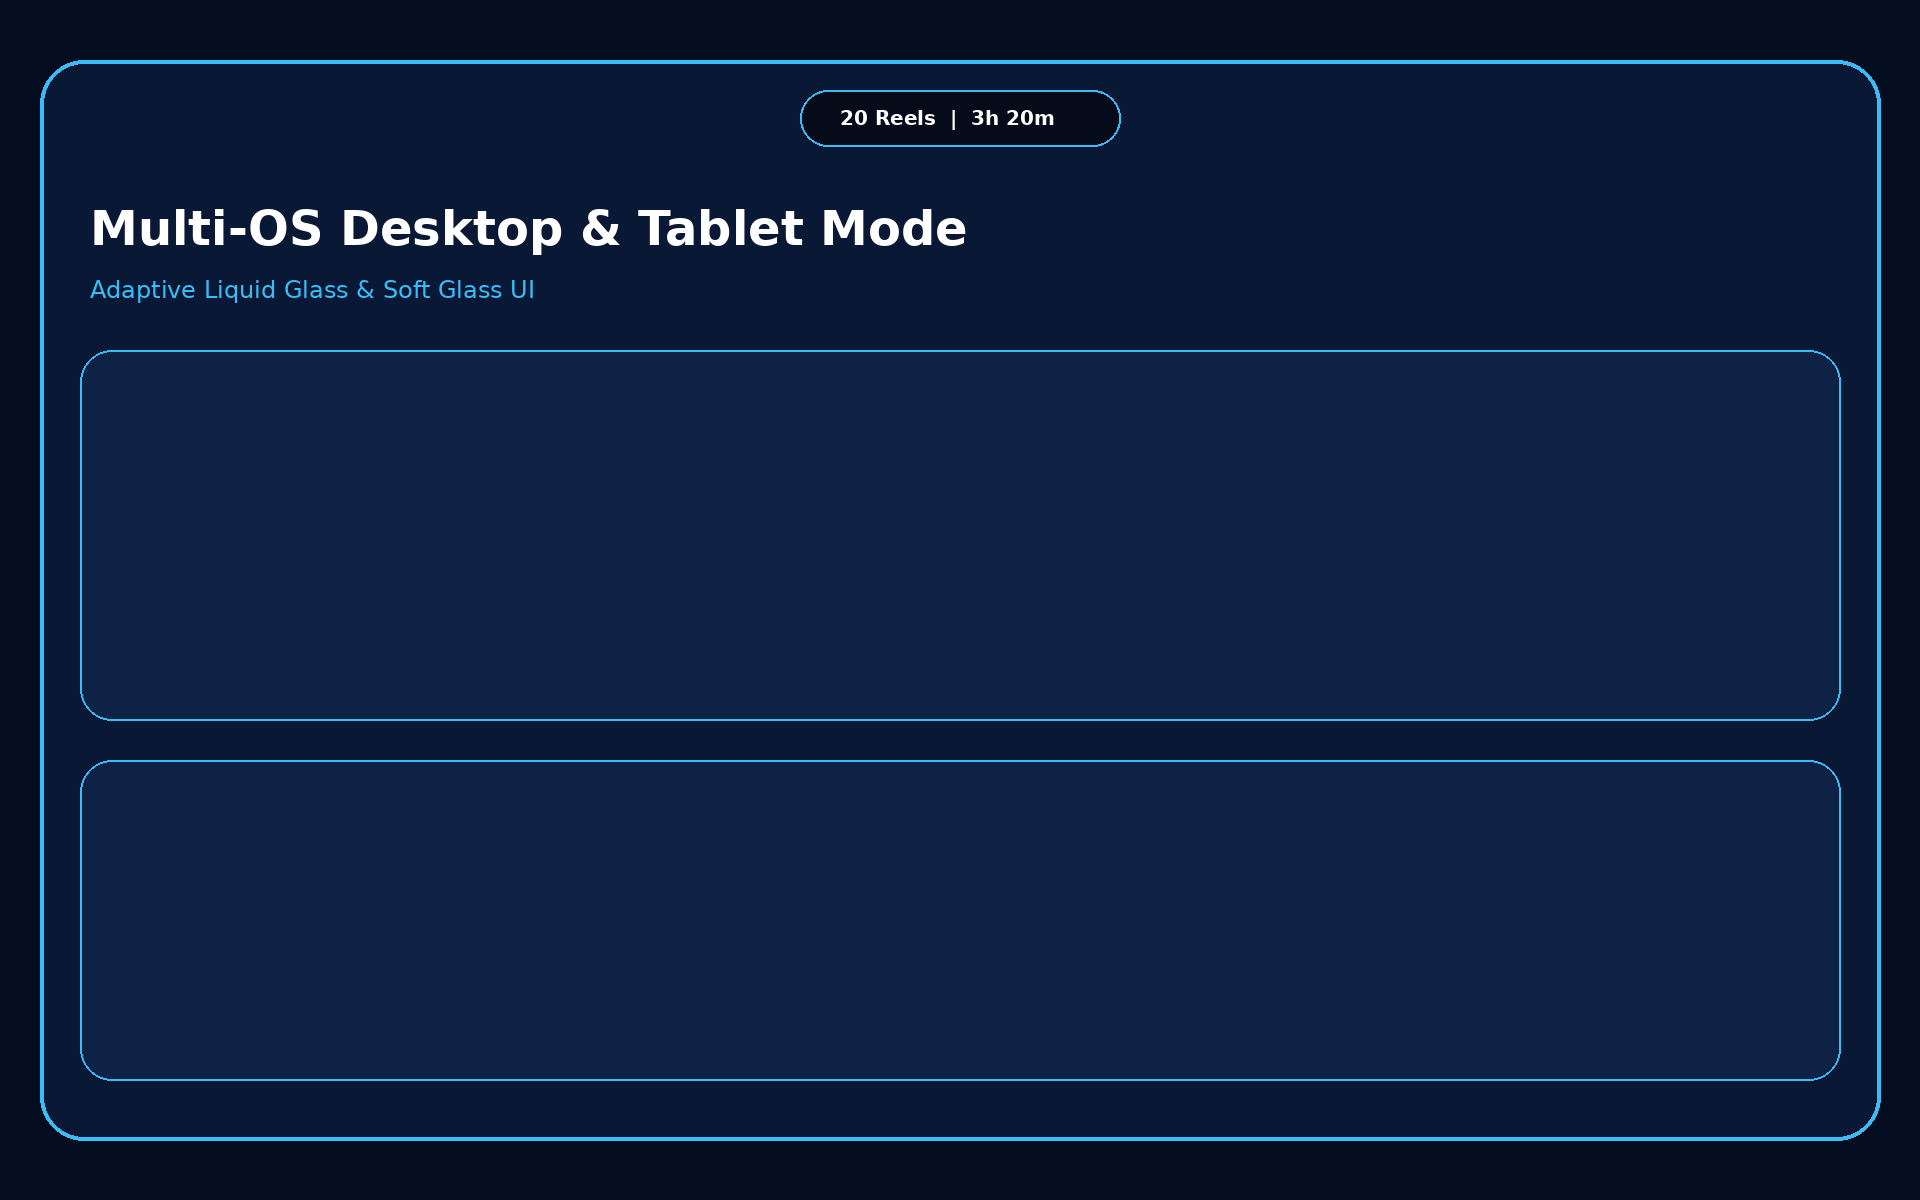 20 Reels | 3h 20m
Multi-OS Desktop & Tablet Mode
Adaptive Liquid Glass & Soft Glass UI